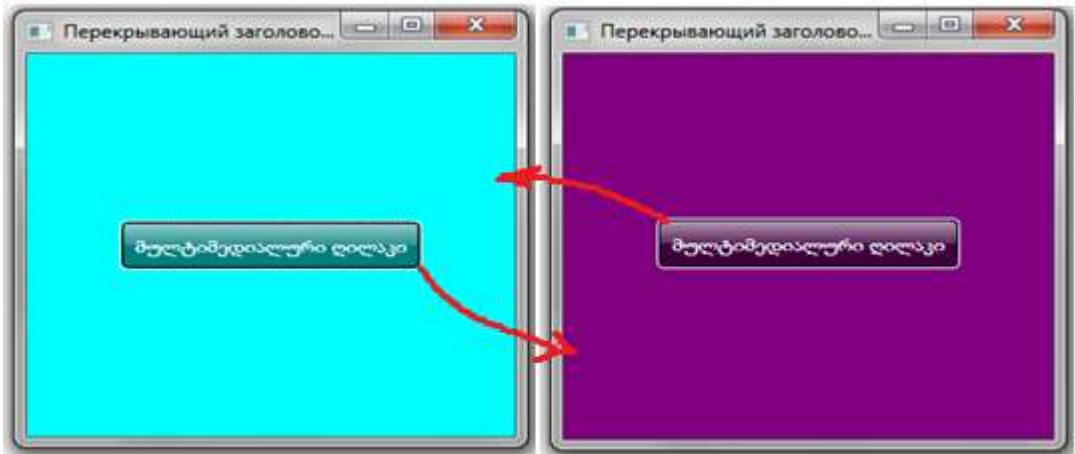 Перекрывающий заголово...
Перекрывающий заголово...
მულტიმედიალური ღილაკი
მულტიმედიალური ღილაკი